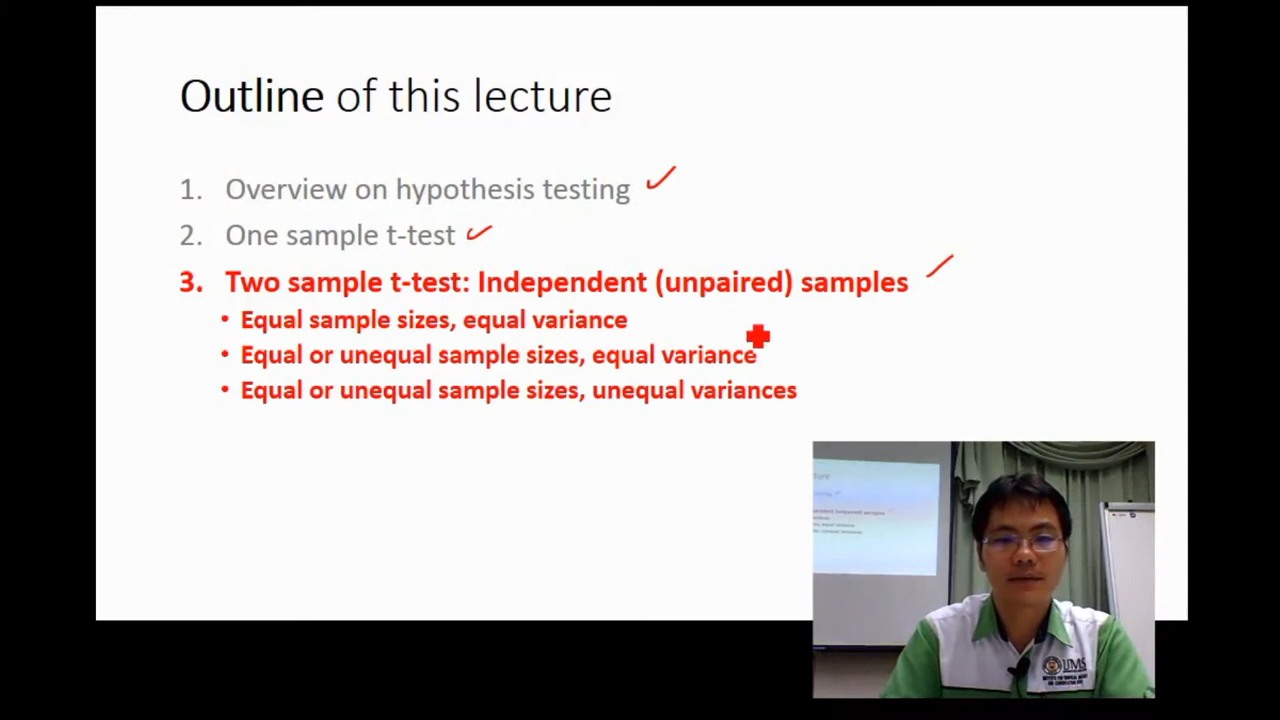 Outline of this lecture
1. Overview on hypothesis testing
2. One sample t-test
3. Two sample t-test: Independent (unpaired) samples
• Equal sample sizes, equal variance
• Equal or unequal sample sizes, equal variance
• Equal or unequal sample sizes, unequal variances
UMS